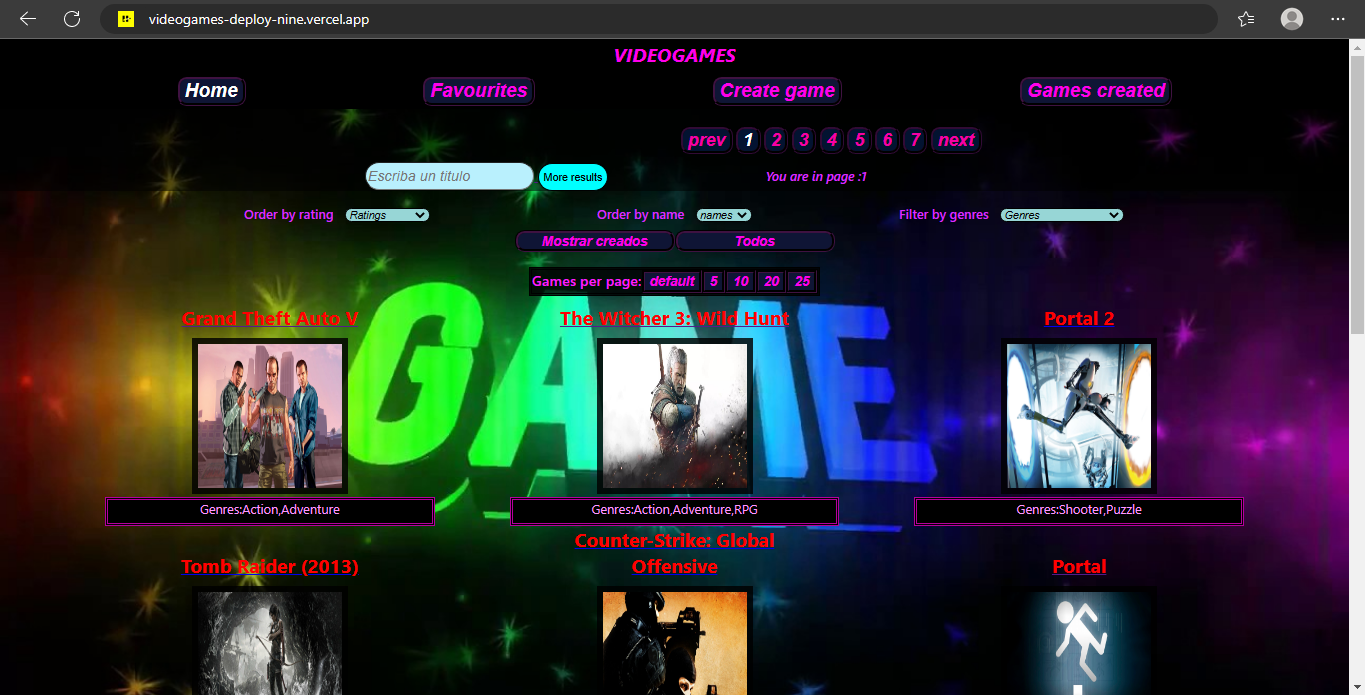 videogames-deploy-nine.vercel.app
VIDEOGAMES
Home Favourites Create game Games created
prev 1 2 3 4 5 6 7 next
Escriba un titulo More results You are in page :1
Order by rating Ratings Order by name names Filter by genres Genres
Mostrar creados Todos
Games per page: default 5 10 20 25
GAME
Grand Theft Auto V The Witcher 3: Wild Hunt Portal 2
Genres:Action,Adventure Genres:Action,Adventure,RPG Genres:Shooter,Puzzle
Counter-Strike: Global
Tomb Raider (2013) Offensive Portal